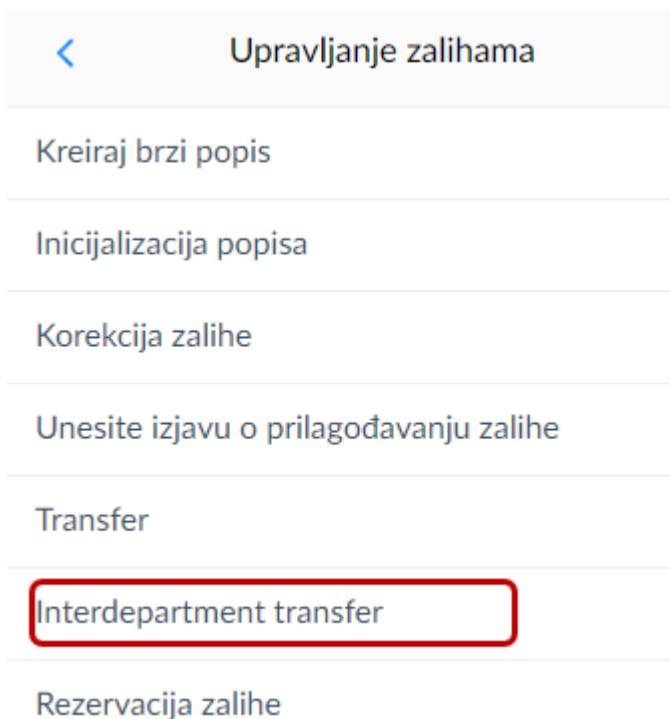 Upravljanje zalihama
Kreiraj brzi popis
Inicijalizacija popisa
Korekcija zalihe
Unesite izjavu o prilagođavanju zalihe
Transfer
Interdepartment transfer
Rezervacija zalihe